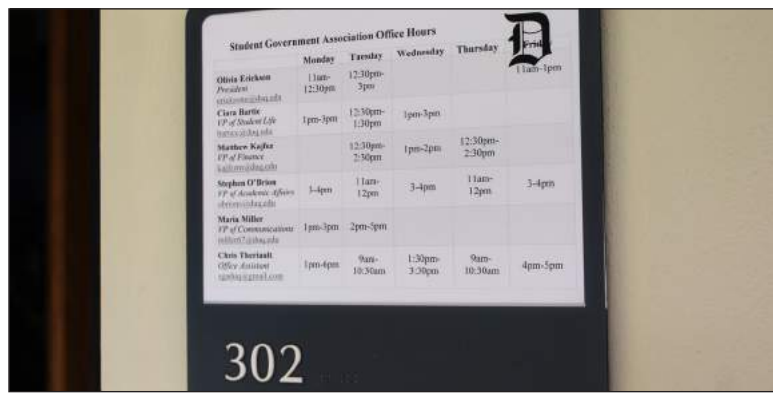 Student Government Association Office Hours
D
Monday Tuesday Wednesday Thursday Friday
Olivia Erickson
President
11am-12:30pm 12:30pm-3pm 11am-1pm
Ciara Bartie
VP of Student Life
1pm-3pm 12:30pm-1:30pm 1pm-3pm
Matthew Kajfez
VP of Finance
12:30pm-2:30pm 1pm-2pm 12:30pm-2:30pm
Stephen O'Brien
VP of Academic Affairs
3-4pm 11am-12pm 3-4pm 11am-12pm 3-4pm
Maria Miller
VP of Communications
1pm-3pm 2pm-5pm
Chris Theriault
Office Assistant
1pm-4pm 9am-10:30am 1:30pm-3:30pm 9am-10:30am 4pm-5pm
302